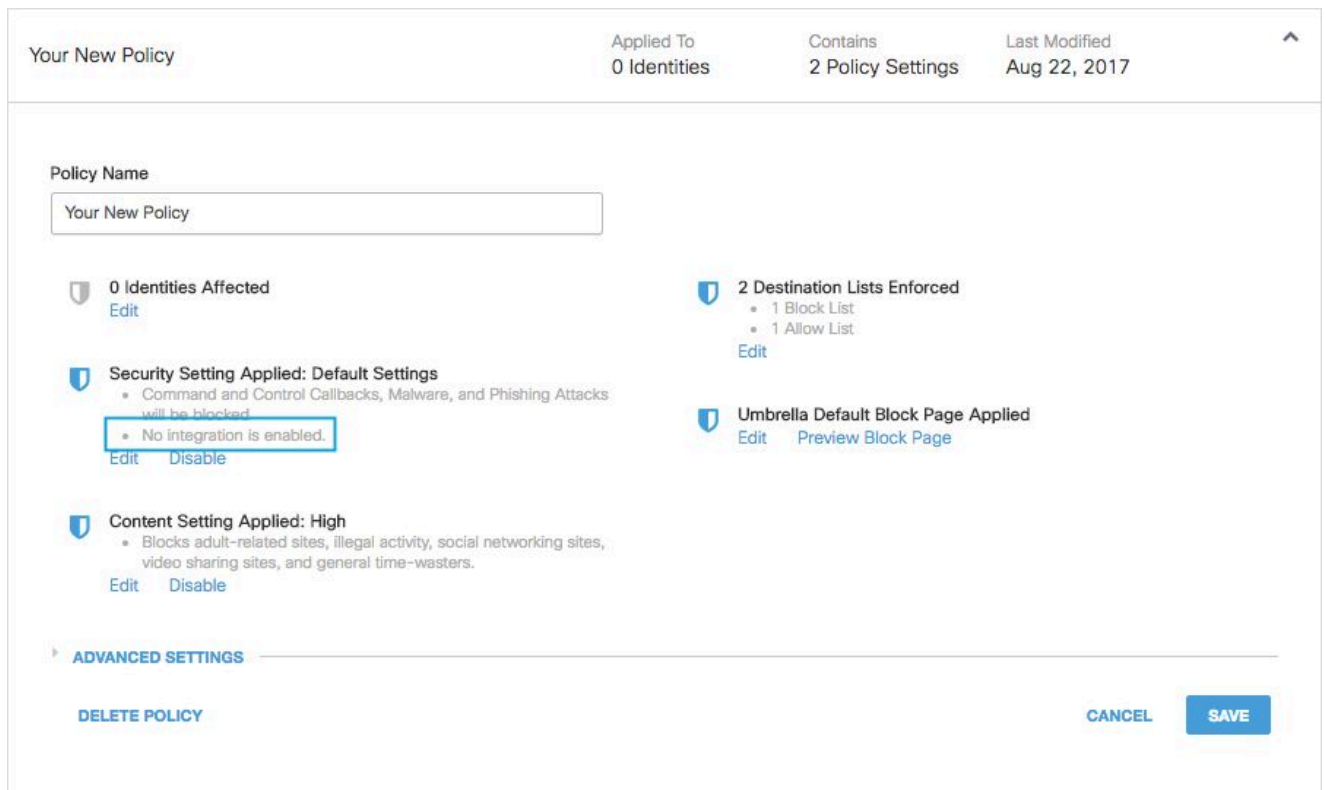 Your New Policy
Applied To
0 Identities
Contains
2 Policy Settings
Last Modified
Aug 22, 2017
Policy Name
Your New Policy
0 Identities Affected
Edit
Security Setting Applied: Default Settings
• Command and Control Callbacks, Malware, and Phishing Attacks
will be blocked
• No integration is enabled.
Edit Disable
Content Setting Applied: High
• Blocks adult-related sites, illegal activity, social networking sites,
video sharing sites, and general time-wasters.
Edit Disable
2 Destination Lists Enforced
• 1 Block List
• 1 Allow List
Edit
Umbrella Default Block Page Applied
Edit Preview Block Page
ADVANCED SETTINGS
DELETE POLICY
CANCEL
SAVE